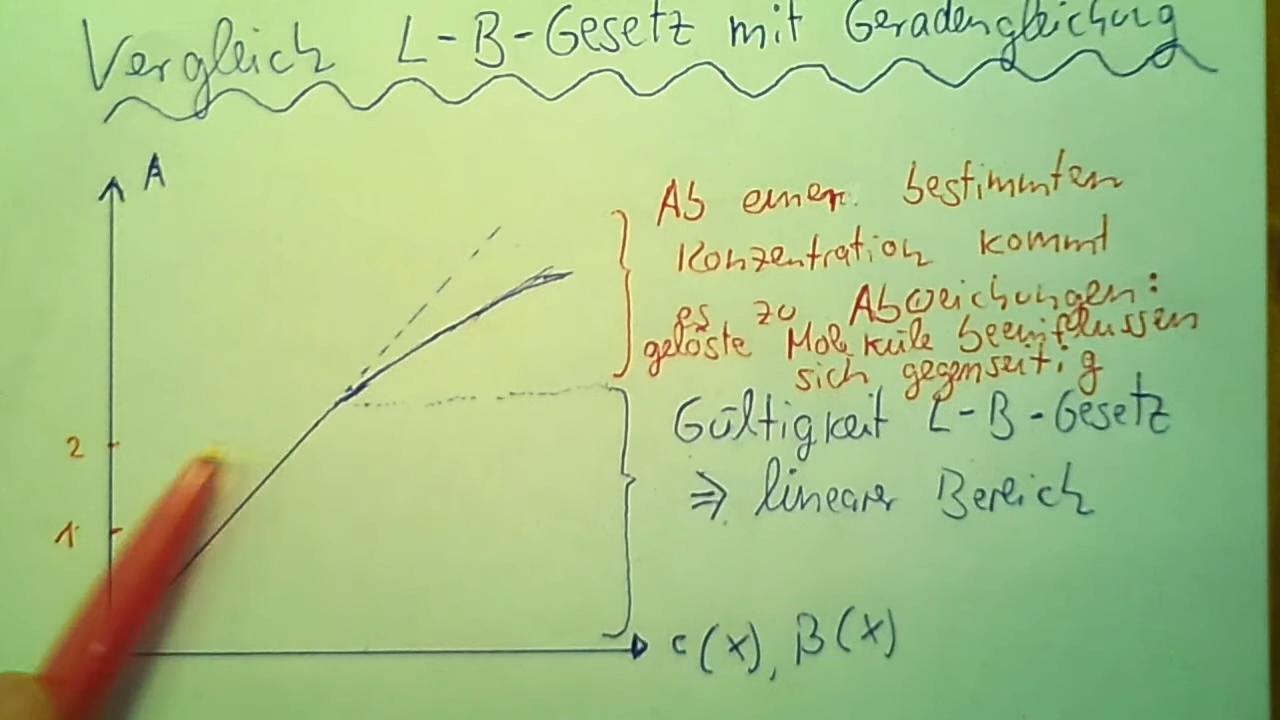 Vergleich L-B-Gesetz mit Geradengleichung
A
Ab einer bestimmten
Konzentration kommt
es zu Abweichungen:
gelöste Moleküle beeinflussen
sich gegenseitig
Gültigkeit L-B-Gesetz
⇒ linearer Bereich
2
1
c(x), β(x)